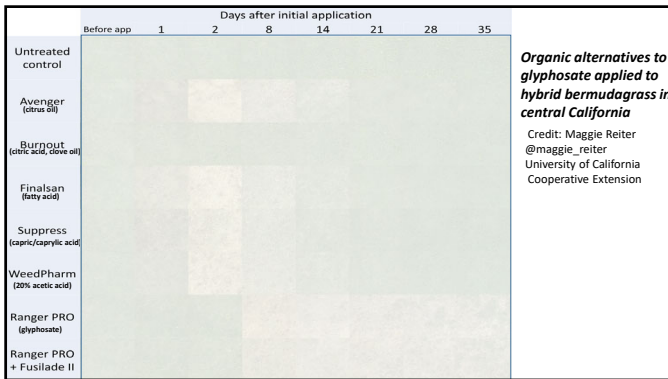 Days after initial application
Before app 1 2 8 14 21 28 35
Untreated
control
Avenger
(citrus oil)
Burnout
(citric acid, clove oil)
Finalsan
(fatty acid)
Suppress
(capric/caprylic acid)
WeedPharm
(20% acetic acid)
Ranger PRO
(glyphosate)
Ranger PRO
+ Fusilade II
Organic alternatives to
glyphosate applied to
hybrid bermudagrass in
central California
Credit: Maggie Reiter
@maggie_reiter
University of California
Cooperative Extension